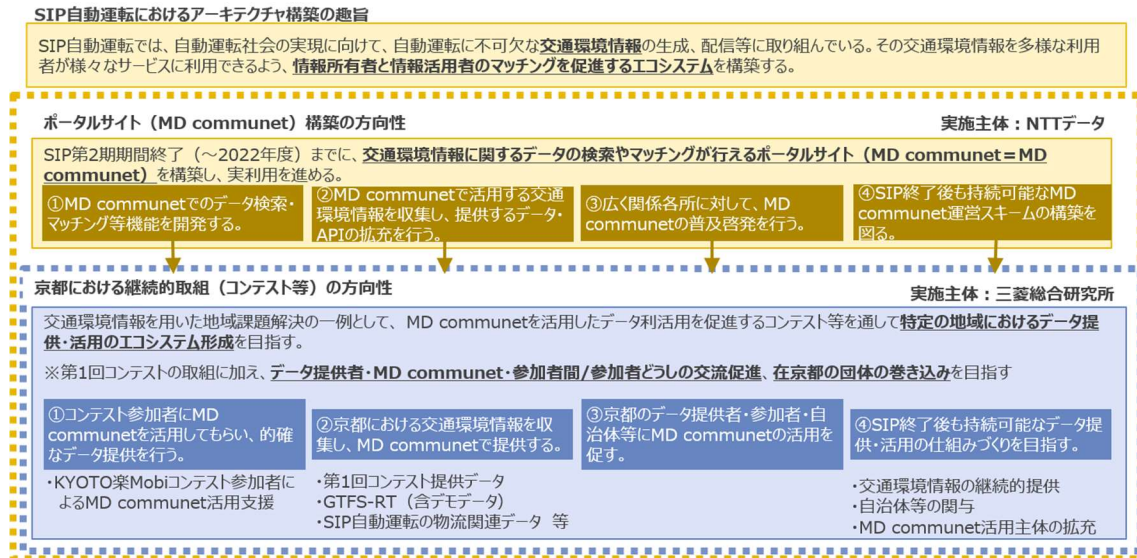 SIP自動運転におけるアーキテクチャ構築の趣旨
SIP自動運転では、自動運転社会の実現に向けて、自動運転に不可欠な交通環境情報の生成、配信等に取り組んでいる。その交通環境情報を多様な利用
者が様々なサービスに利用できるよう、情報所有者と情報活用者のマッチングを促進するエコシステムを構築する。
ポータルサイト（MD communet）構築の方向性
実施主体：NTTデータ
SIP第2期期間終了（～2022年度）までに、交通環境情報に関するデータの検索やマッチングが行えるポータルサイト（MD communet＝MD
communet）を構築し、実利用を進める。
①MD communetでのデータ検索・
マッチング等機能を開発する。
②MD communetで活用する交通
環境情報を収集し、提供するデータ・
APIの拡充を行う。
③広く関係各所に対して、MD
communetの普及啓発を行う。
④SIP終了後も持続可能なMD
communet運営スキームの構築を
図る。
京都における継続的取組（コンテスト等）の方向性
実施主体：三菱総合研究所
交通環境情報を用いた地域課題解決の一例として、MD communetを活用したデータ利活用を促進するコンテスト等を通して特定の地域におけるデータ提
供・活用のエコシステム形成を目指す。
※第1回コンテストの取組に加え、データ提供者・MD communet・参加者間/参加者どうしの交流促進、在京都の団体の巻き込みを目指す
①コンテスト参加者にMD
communetを活用してもらい、的確
なデータ提供を行う。
②京都における交通環境情報を収
集し、MD communetで提供する。
③京都のデータ提供者・参加者・自
治体等にMD communetの活用を
促す。
④SIP終了後も持続可能なデータ提
供・活用の仕組みづくりを目指す。
・KYOTO楽Mobiコンテスト参加者に
よるMD communet活用支援
・第1回コンテスト提供データ
・GTFS-RT（含デモデータ）
・SIP自動運転の物流関連データ 等
・交通環境情報の継続的提供
・自治体等の関与
・MD communet活用主体の拡充